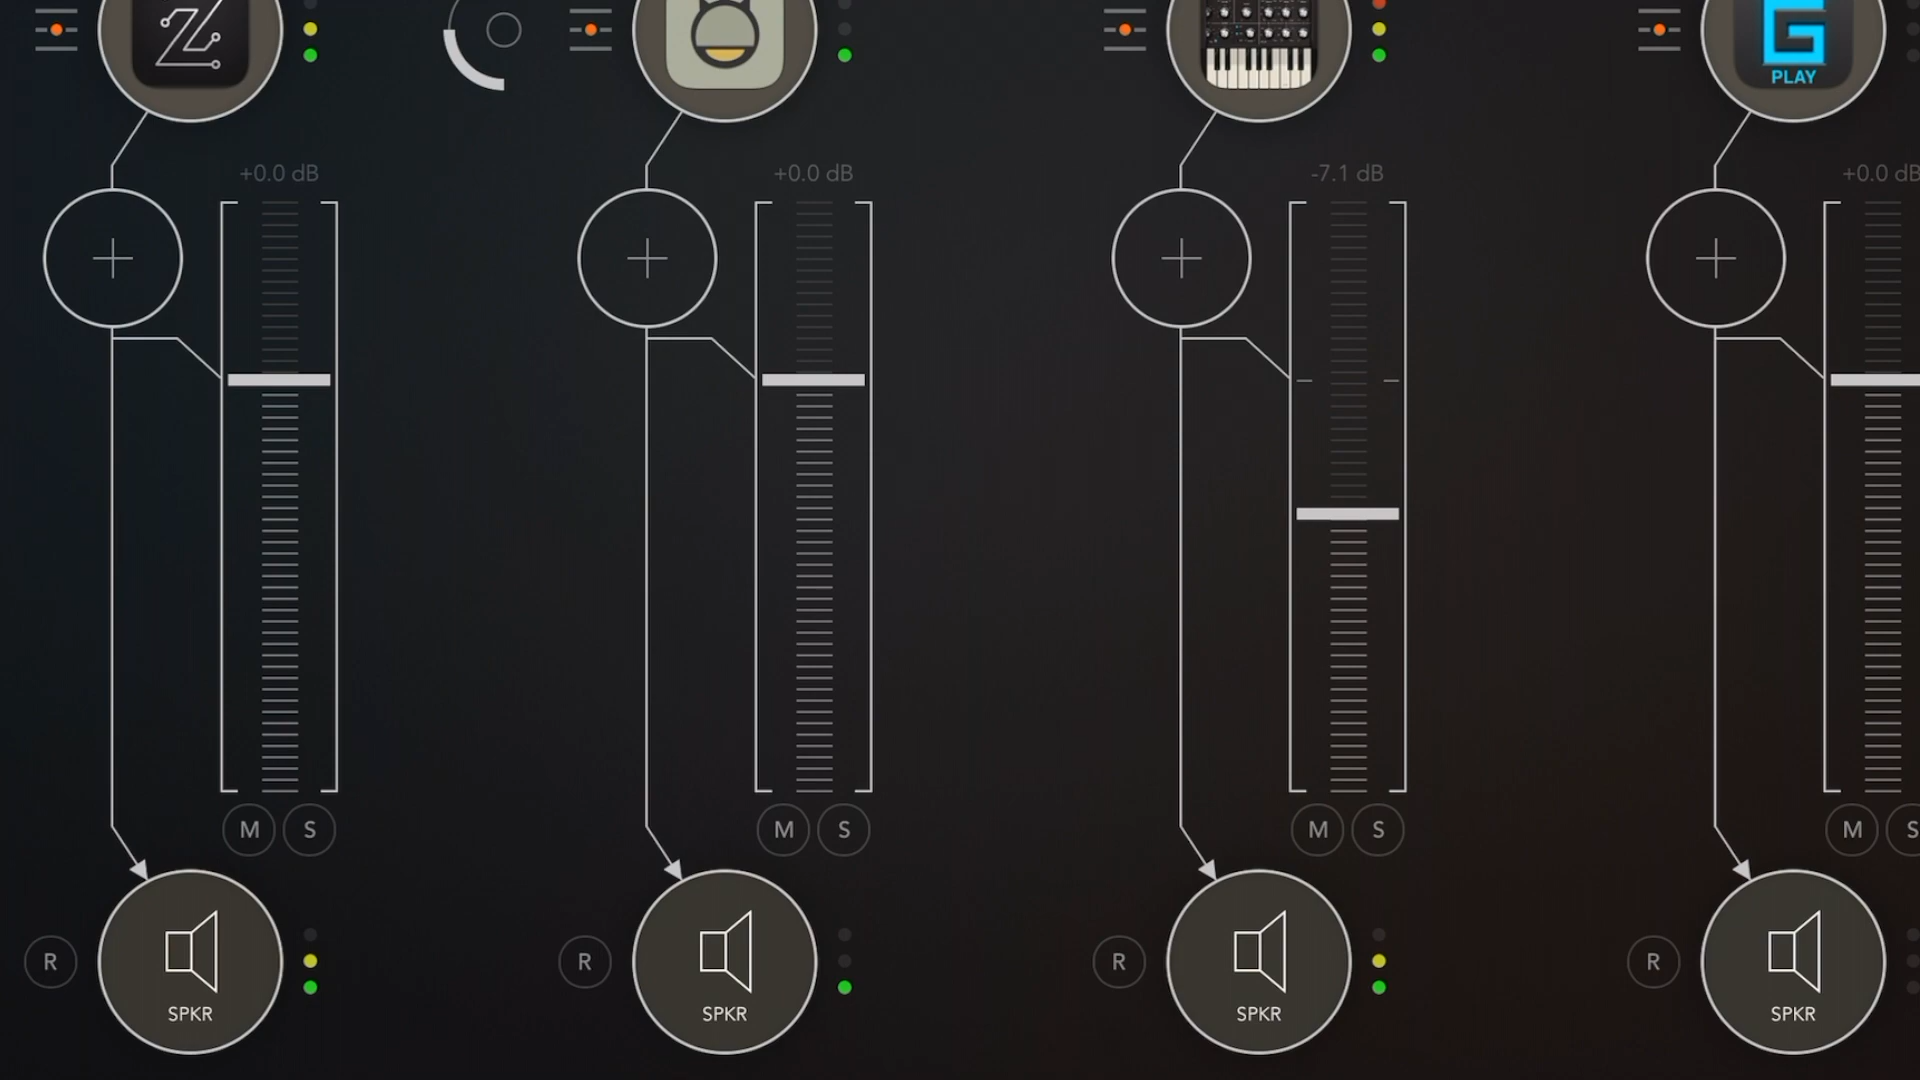 PLAY
+0.0 dB
+0.0 dB
-7.1 dB
+0.0 dB
M S
M S
M S
M S
R
R
R
R
SPKR
SPKR
SPKR
SPKR